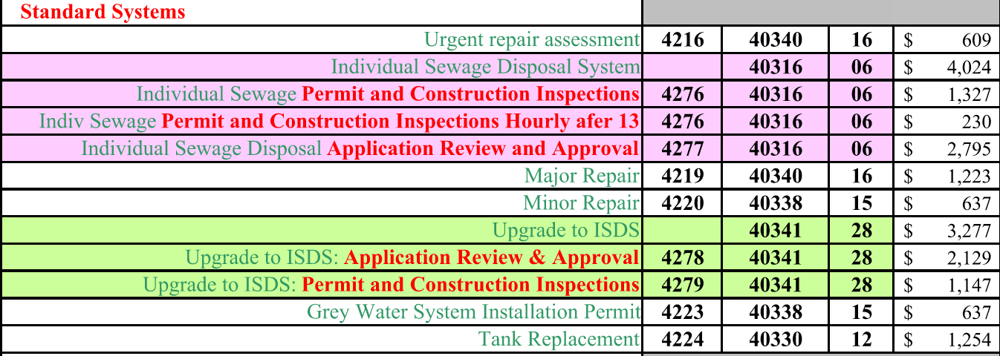 Standard Systems
Urgent repair assessment 4216 40340 16 $ 609
Individual Sewage Disposal System 40316 06 $ 4,024
Individual Sewage Permit and Construction Inspections 4276 40316 06 $ 1,327
Indiv Sewage Permit and Construction Inspections Hourly afer 13 4276 40316 06 $ 230
Individual Sewage Disposal Application Review and Approval 4277 40316 06 $ 2,795
Major Repair 4219 40340 16 $ 1,223
Minor Repair 4220 40338 15 $ 637
Upgrade to ISDS 40341 28 $ 3,277
Upgrade to ISDS: Application Review & Approval 4278 40341 28 $ 2,129
Upgrade to ISDS: Permit and Construction Inspections 4279 40341 28 $ 1,147
Grey Water System Installation Permit 4223 40338 15 $ 637
Tank Replacement 4224 40330 12 $ 1,254